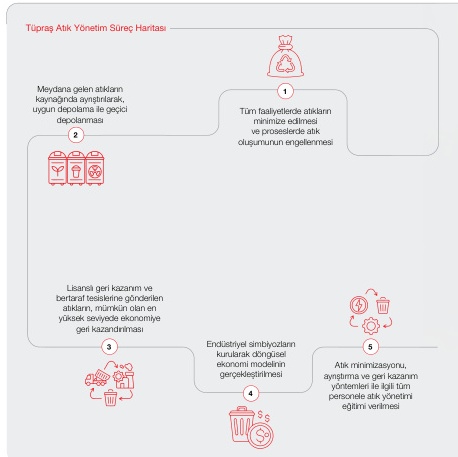 Tüpraş Atık Yönetim Süreç Haritası
1
Tüm faaliyetlerde atıkların
minimize edilmesi
ve proseslerde atık
oluşumunun engellenmesi
Meydana gelen atıkların
kaynağında ayrıştırılarak,
uygun depolama ile geçici
depolanması
2
Lisanslı geri kazanım ve
bertaraf tesislerine gönderilen
atıkların, mümkün olan en
yüksek seviyede ekonomiye
geri kazandırılması
3
Endüstriyel simbiyozların
kurularak döngüsel
ekonomi modelinin
gerçekleştirilmesi
4
5
Atık minimizasyonu,
ayrıştırma ve geri kazanım
yöntemleri ile ilgili tüm
personele atık yönetimi
eğitimi verilmesi